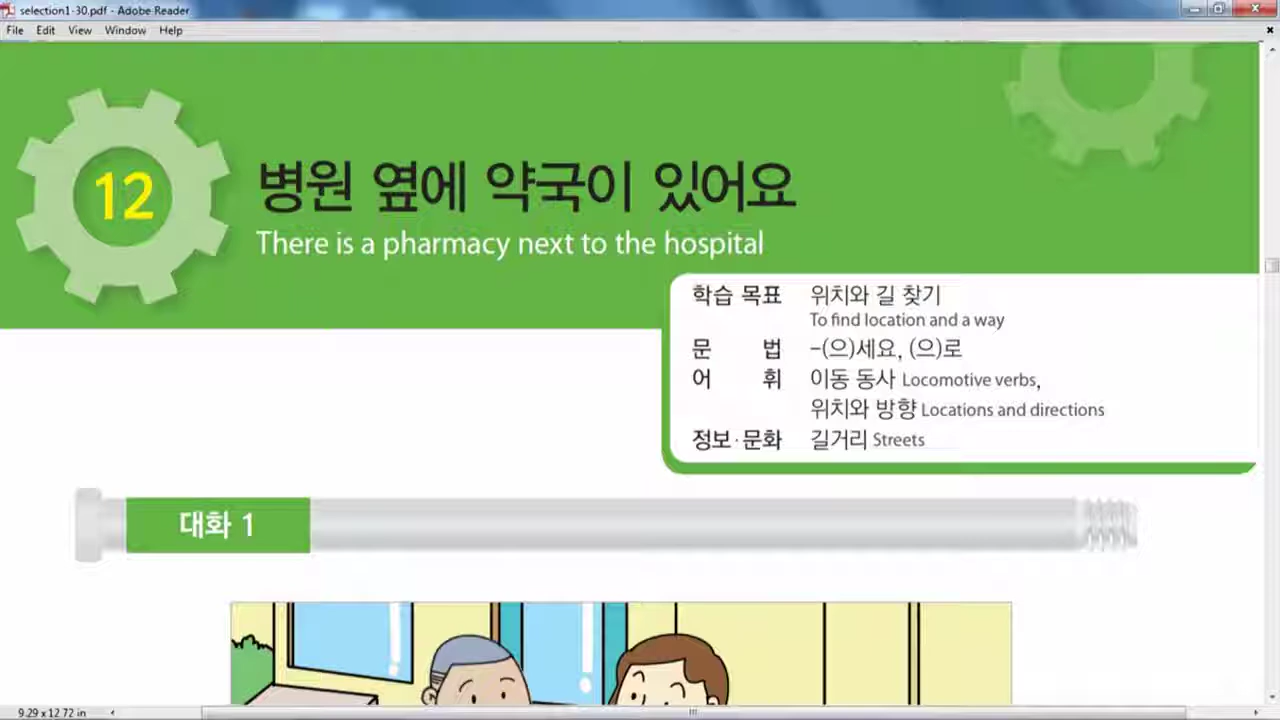 selection1-30.pdf - Adobe Reader
File Edit View Window Help
12
병원 옆에 약국이 있어요
There is a pharmacy next to the hospital
학습 목표 위치와 길 찾기
To find location and a way
문 법 -(으)세요, (으)로
어 휘 이동 동사 Locomotive verbs,
위치와 방향 Locations and directions
정보·문화 길거리 Streets
대화 1
9.29 x 12.72 in